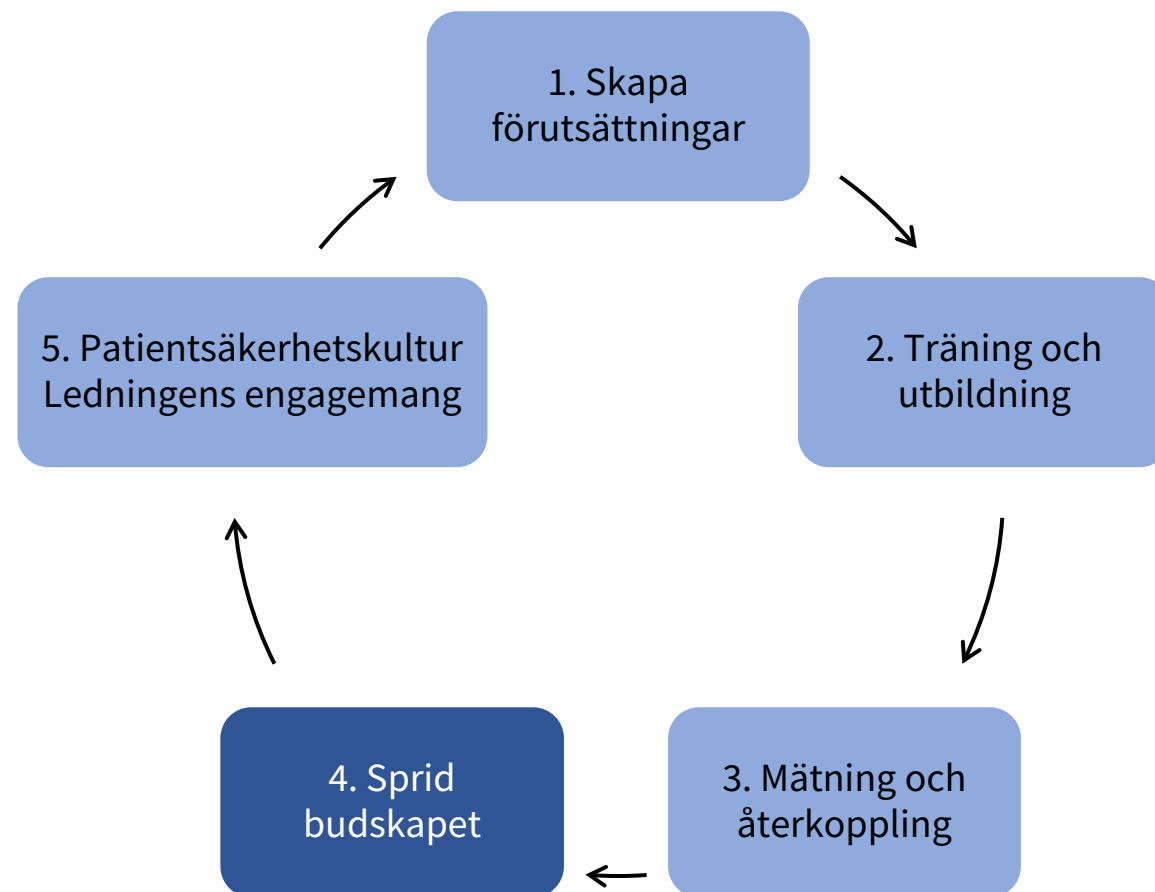 1. Skapa
förutsättningar
2. Träning och
utbildning
3. Mätning och
återkoppling
4. Sprid
budskapet
5. Patientsäkerhetskultur
Ledningens engagemang